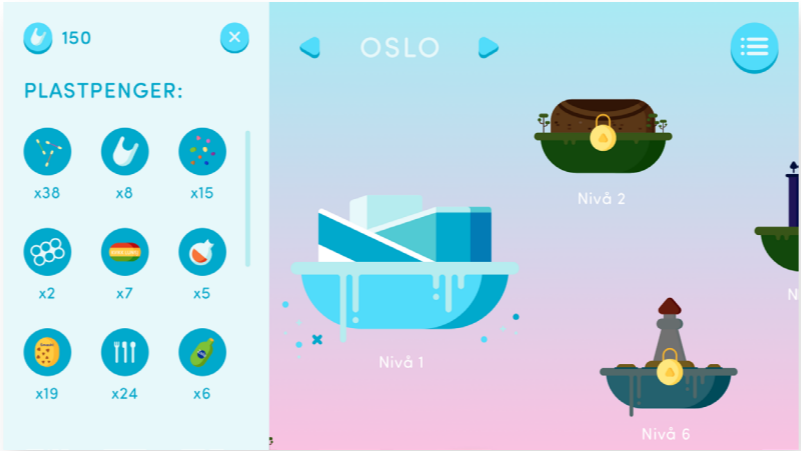 150
PLASTPENGER:
x38 x8 x15
x2 x7 x5
x19 x24 x6
OSLO
Nivå 2
Nivå 1
Nivå 6